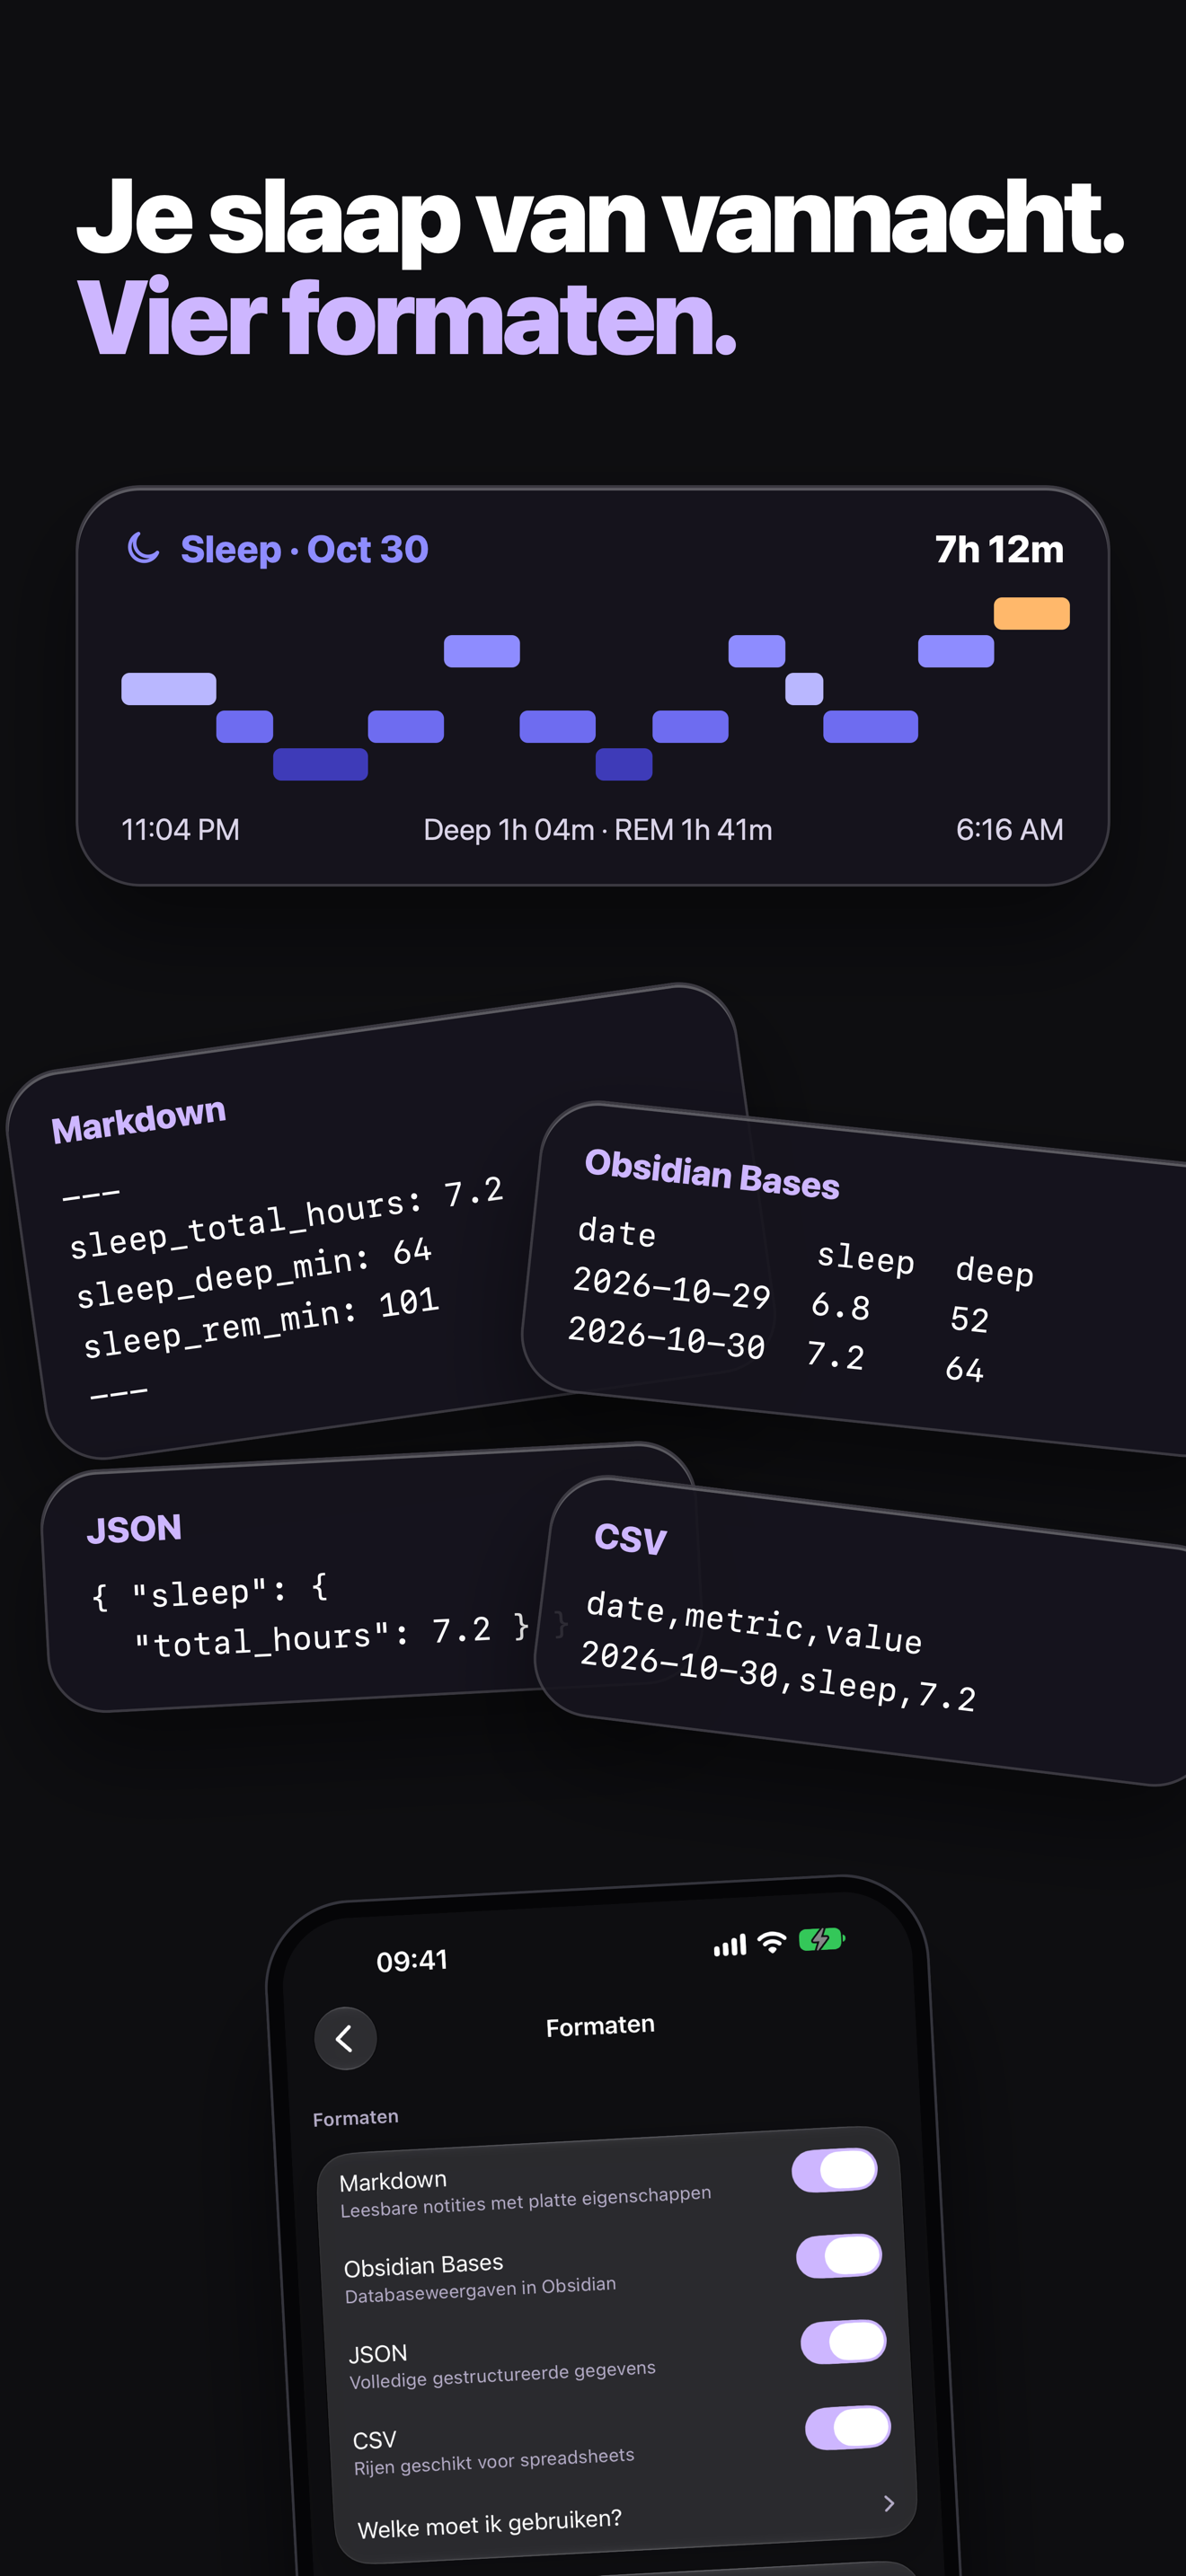 Je slaap van vannacht.
Vier formaten.
Sleep · Oct 30
7h 12m
11:04 PM
Deep 1h 04m · REM 1h 41m
6:16 AM
Markdown
---
sleep_total_hours: 7.2
sleep_deep_min: 64
sleep_rem_min: 101
---
Obsidian Bases
date sleep deep
2026-10-29 6.8 52
2026-10-30 7.2 64
JSON
{ "sleep": {
"total_hours": 7.2 } }
CSV
date,metric,value
2026-10-30,sleep,7.2
09:41
Formaten
Formaten
Markdown
Leesbare notities met platte eigenschappen
Obsidian Bases
Databaseweergaven in Obsidian
JSON
Volledige gestructureerde gegevens
CSV
Rijen geschikt voor spreadsheets
Welke moet ik gebruiken?